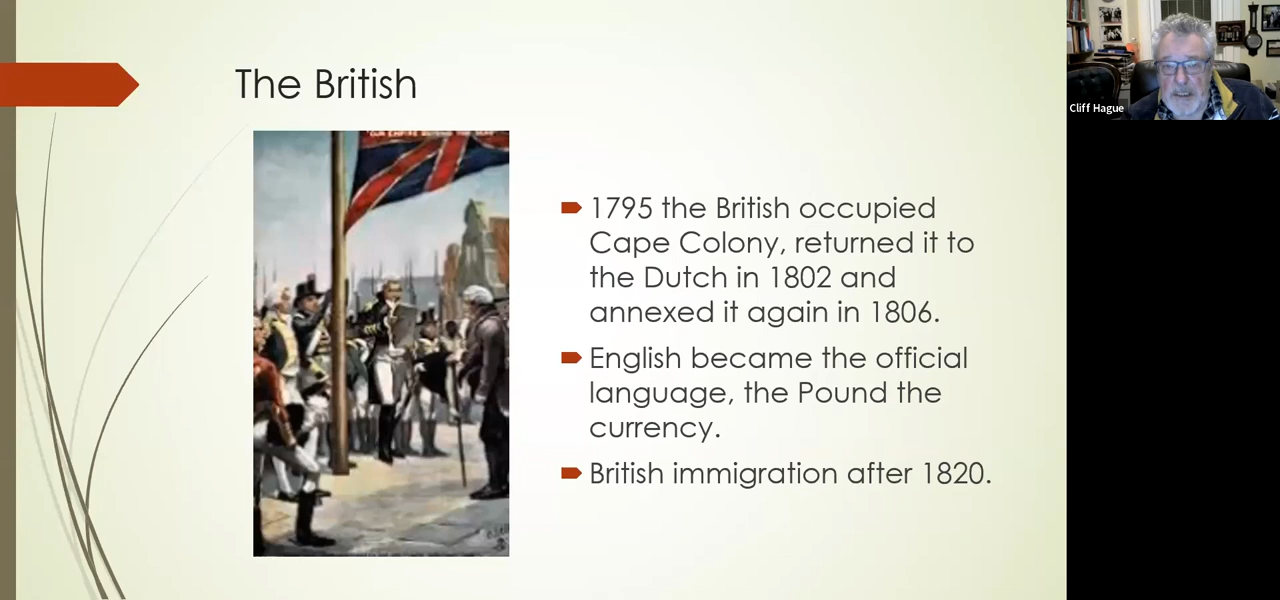 The British
1795 the British occupied
Cape Colony, returned it to
the Dutch in 1802 and
annexed it again in 1806.
English became the official
language, the Pound the
currency.
British immigration after 1820.
Cliff Hague